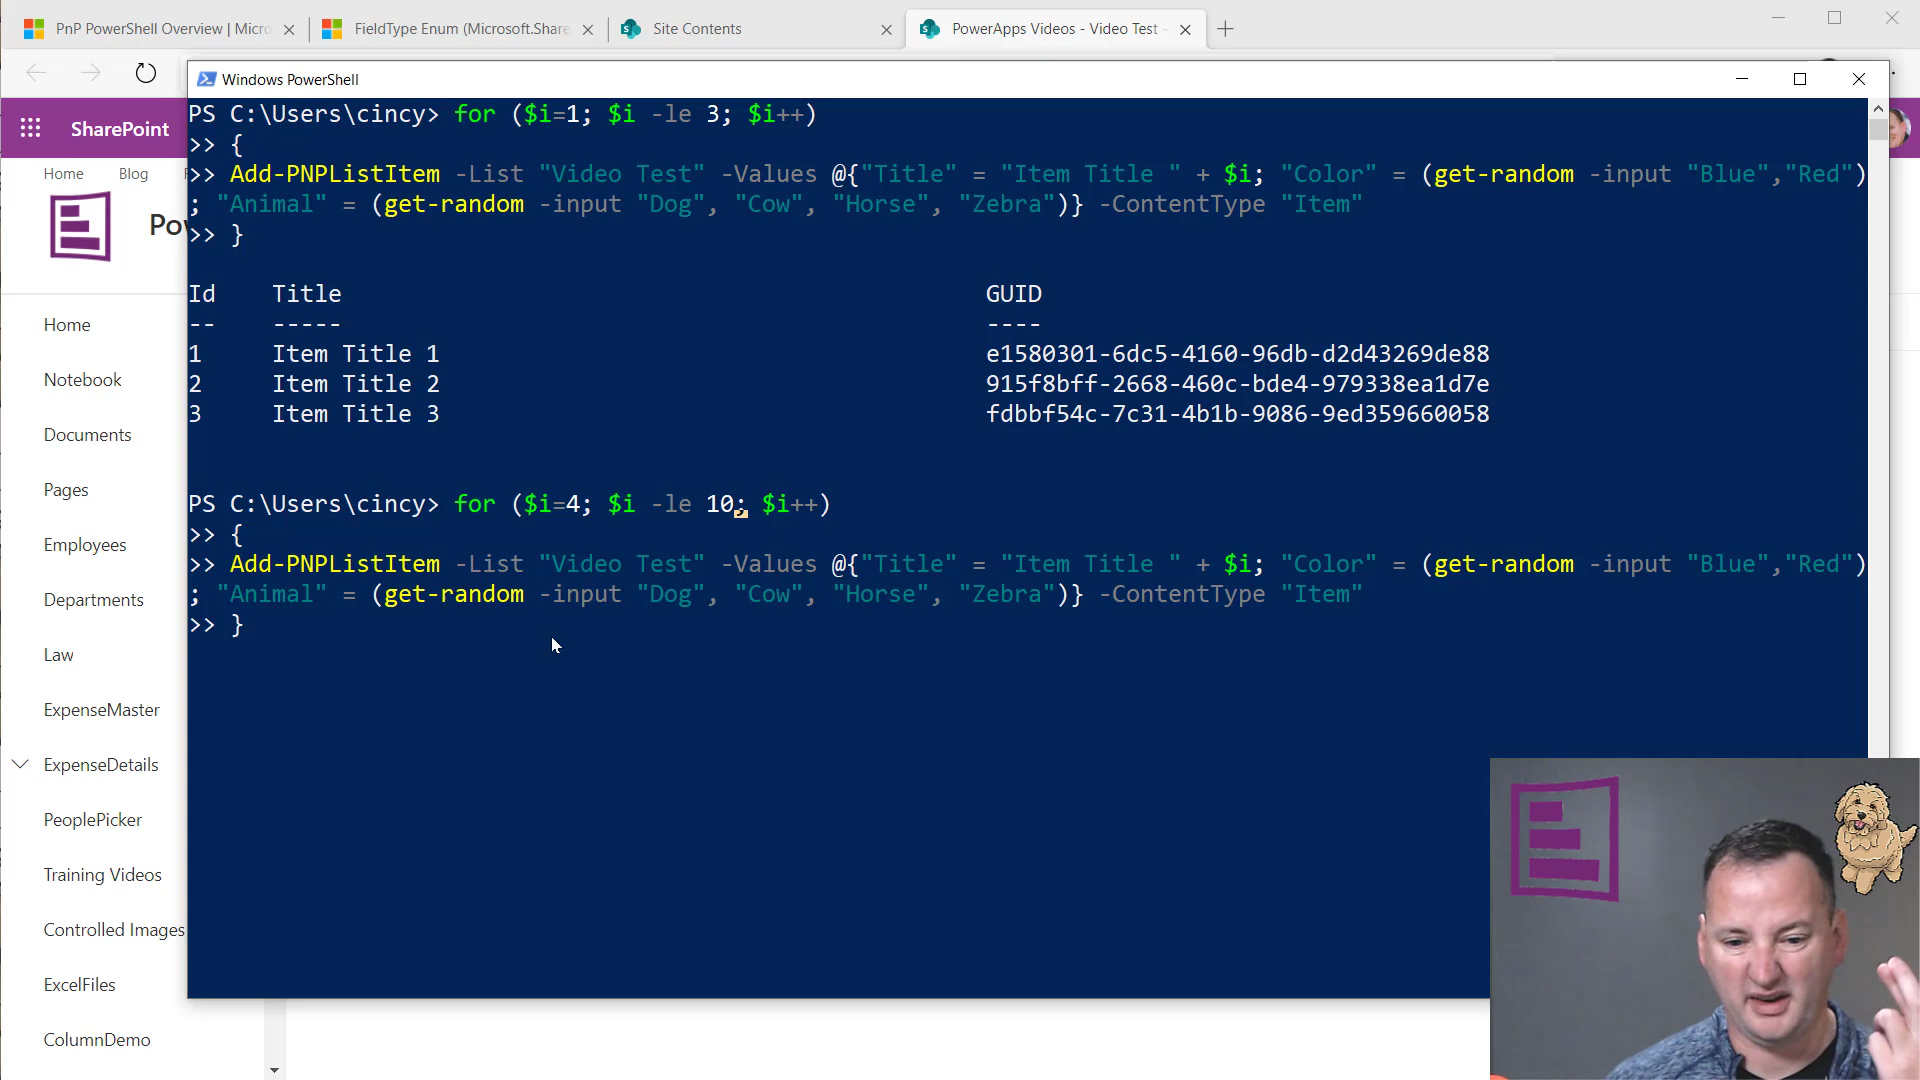 PnP PowerShell Overview | Micro
FieldType Enum (Microsoft.Share
Site Contents
PowerApps Videos - Video Test -
Windows PowerShell
SharePoint
Home
Blog
Po
Home
Notebook
Documents
Pages
Employees
Departments
Law
ExpenseMaster
ExpenseDetails
PeoplePicker
Training Videos
Controlled Images
ExcelFiles
ColumnDemo
PS C:\Users\cincy> for ($i=1; $i -le 3; $i++)
>> {
>> Add-PNPListItem -List "Video Test" -Values @{"Title" = "Item Title " + $i; "Color" = (get-random -input "Blue","Red")
; "Animal" = (get-random -input "Dog", "Cow", "Horse", "Zebra")} -ContentType "Item"
>> }
Id Title GUID
-- ----- ----
1 Item Title 1 e1580301-6dc5-4160-96db-d2d43269de88
2 Item Title 2 915f8bff-2668-460c-bde4-979338ea1d7e
3 Item Title 3 fdbbf54c-7c31-4b1b-9086-9ed359660058
PS C:\Users\cincy> for ($i=4; $i -le 10; $i++)
>> {
>> Add-PNPListItem -List "Video Test" -Values @{"Title" = "Item Title " + $i; "Color" = (get-random -input "Blue","Red")
; "Animal" = (get-random -input "Dog", "Cow", "Horse", "Zebra")} -ContentType "Item"
>> }